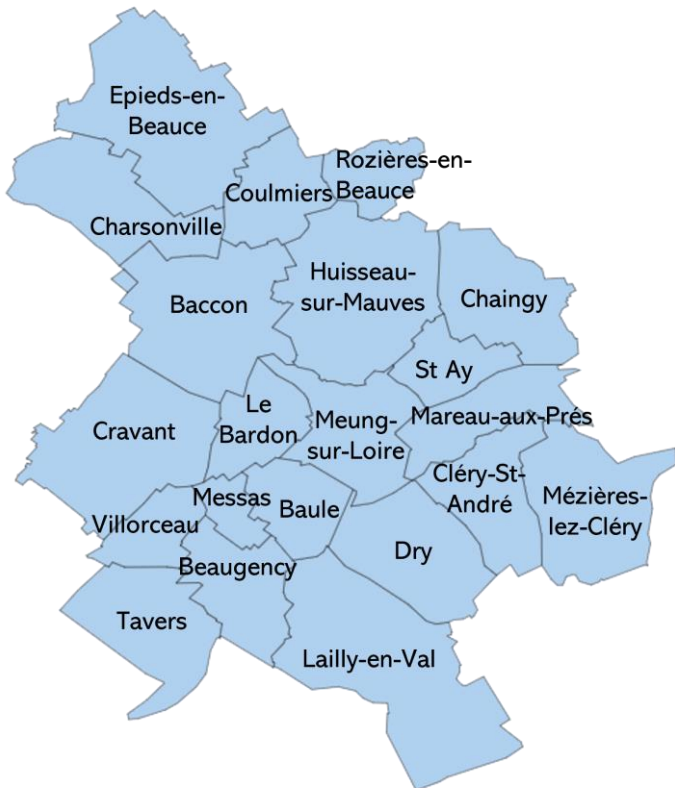 Epieds-en-
Beauce
Rozières-en-
Beauce
Coulmiers
Charsonville
Huisseau-
sur-Mauves
Chaingy
Baccon
St Ay
Le
Bardon
Meung-
sur-Loire
Mareau-aux-Prés
Cravant
Cléry-St-
André
Mézières-
lez-Cléry
Messas
Baule
Villorceau
Dry
Beaugency
Tavers
Lailly-en-Val